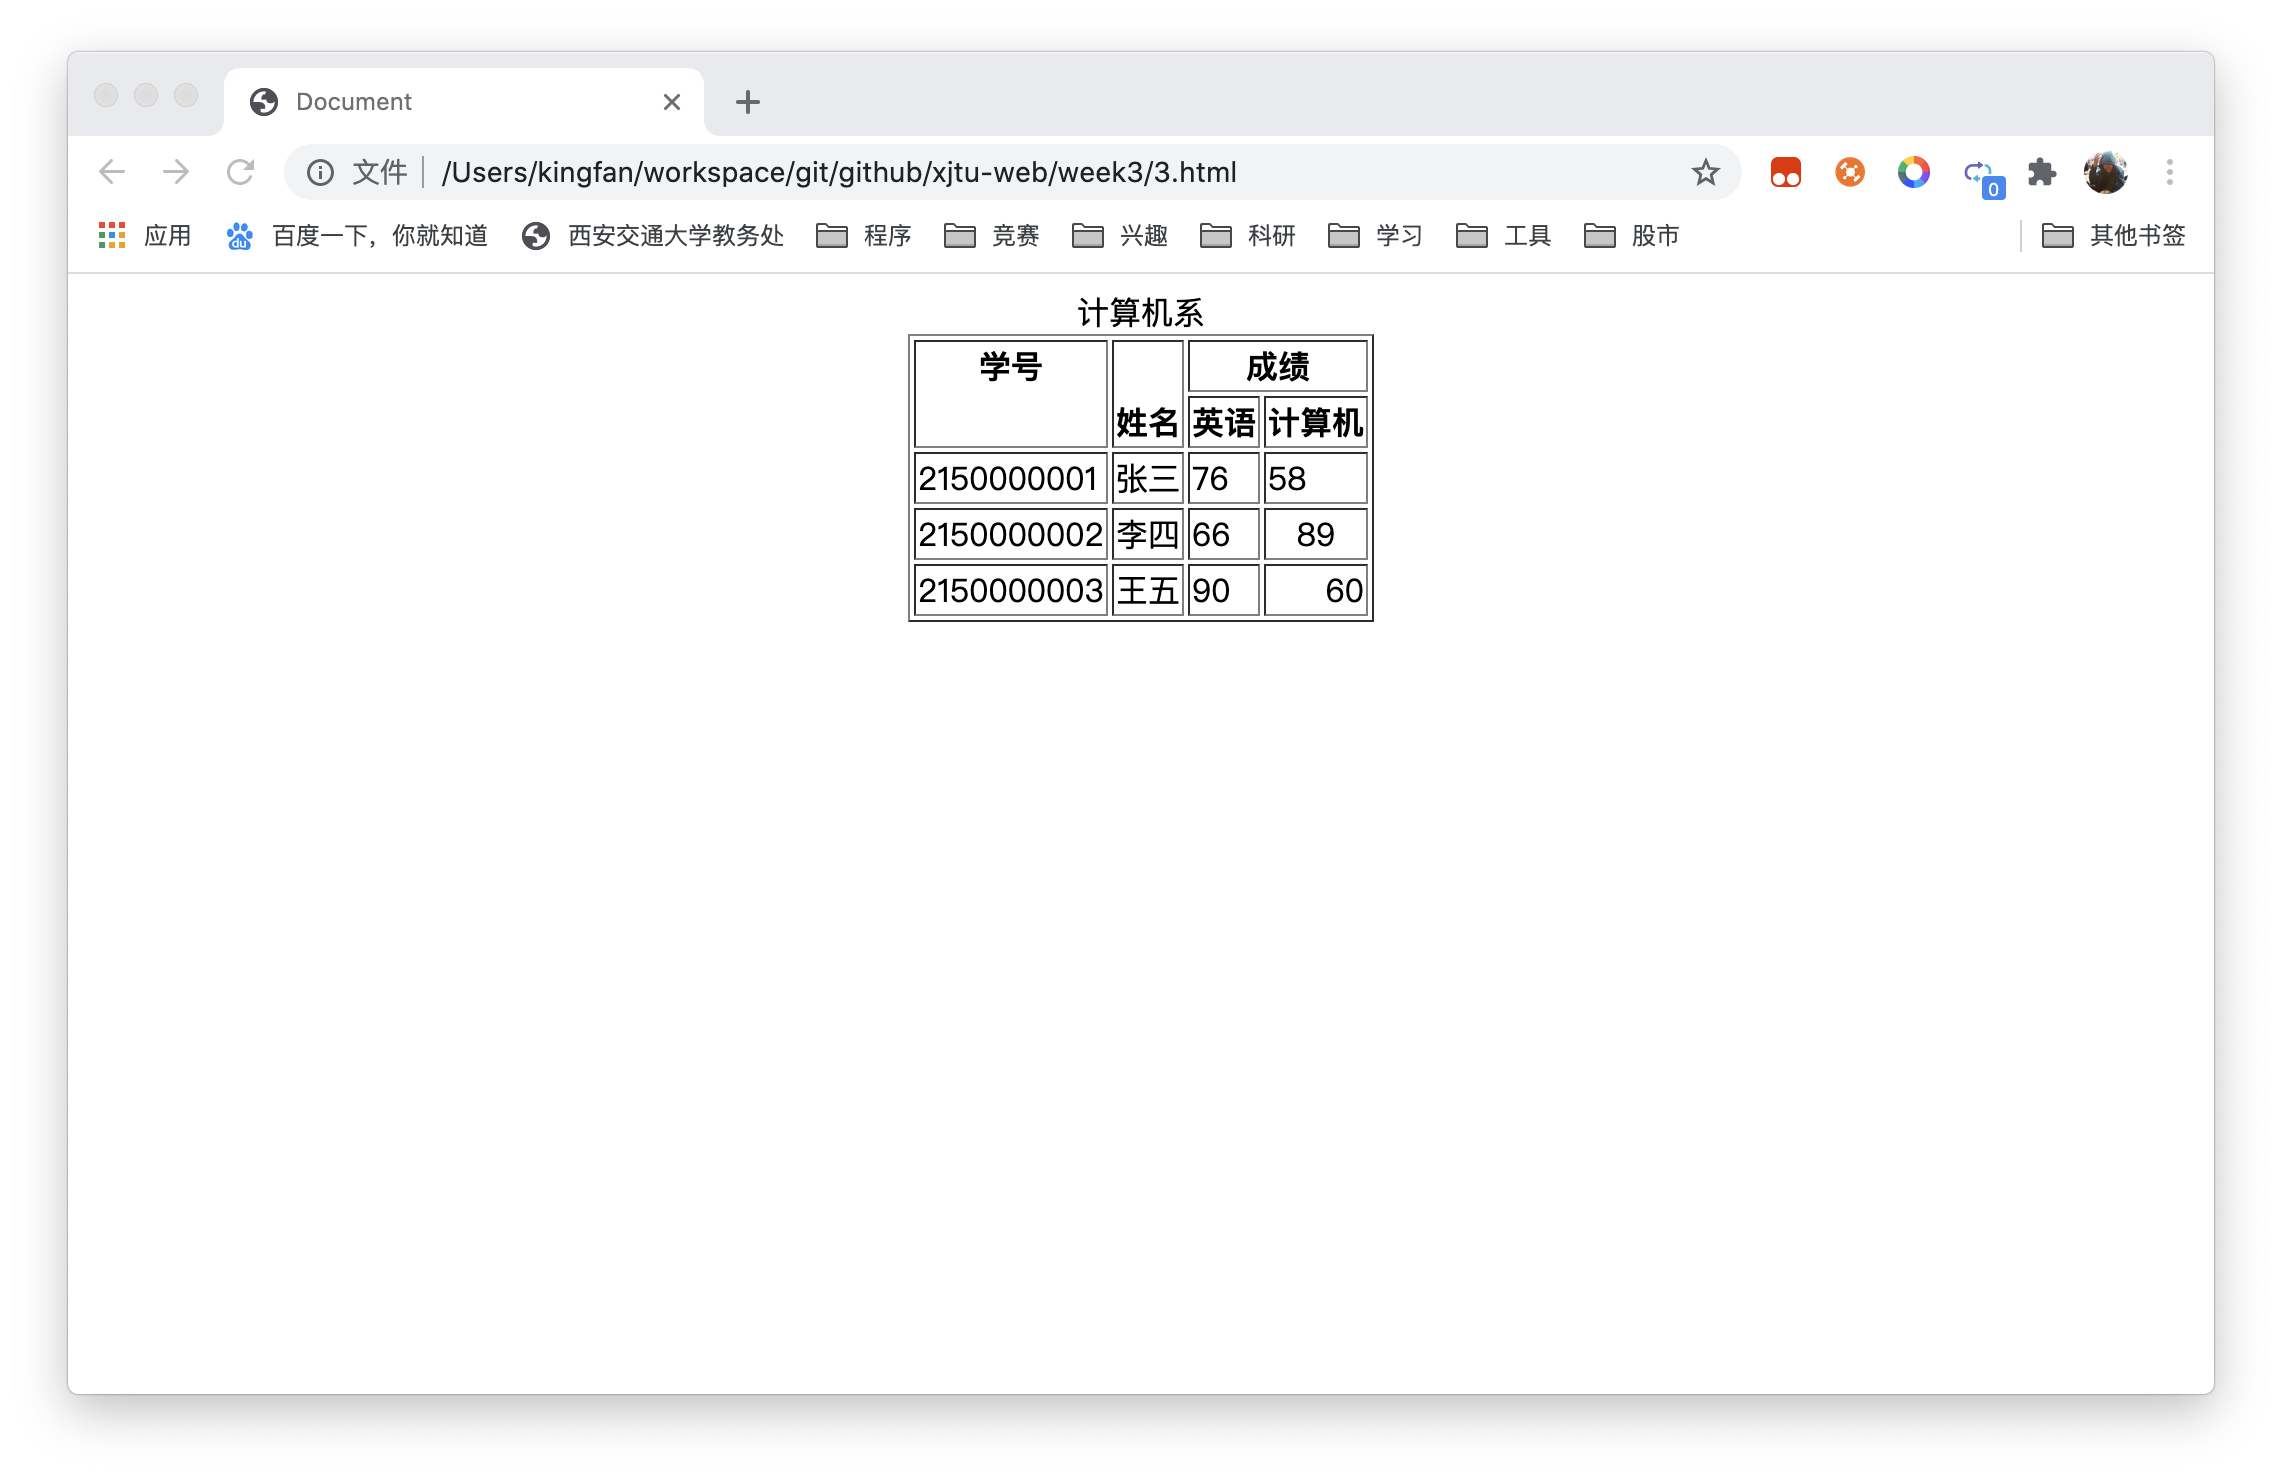 Document
文件 /Users/kingfan/workspace/git/github/xjtu-web/week3/3.html
0
应用 百度一下，你就知道 西安交通大学教务处 程序 竞赛 兴趣 科研 学习 工具 股市 其他书签
计算机系
学号 姓名 成绩
英语 计算机
2150000001 张三 76 58
2150000002 李四 66 89
2150000003 王五 90 60